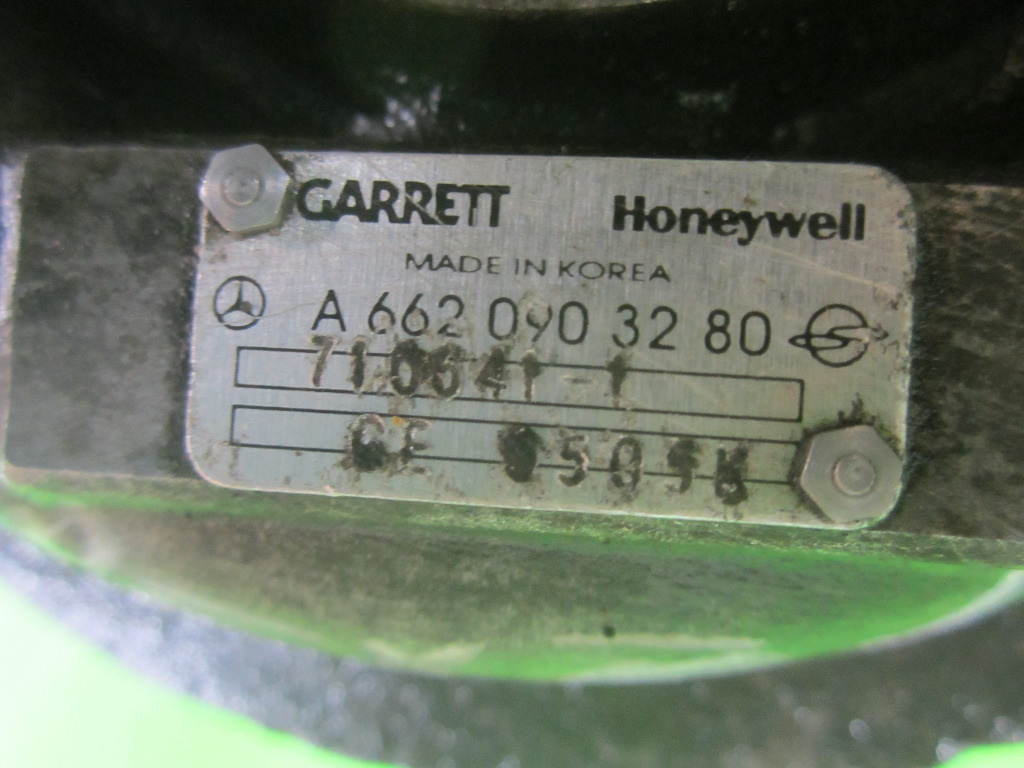 GARRETT Honeywell
MADE IN KOREA
A 662 090 32 80
710641-1